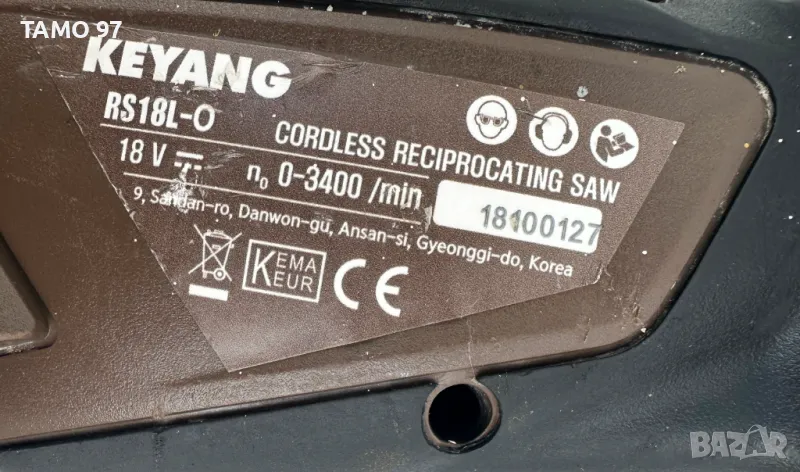 TAMO 97
KEYANG
RS18L-O
CORDLESS RECIPROCATING SAW
18 V
n₀ 0-3400 /min
18100127
9, Sandan-ro, Danwon-gu, Ansan-si, Gyeonggi-do, Korea
KEMA
KEUR
CE
BAZAR